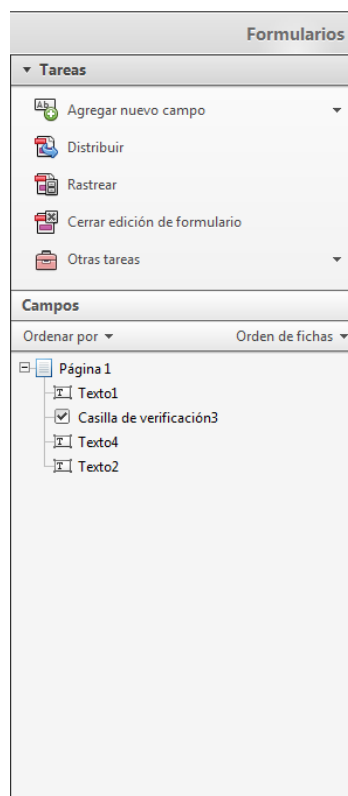 Formularios
Tareas
Agregar nuevo campo
Distribuir
Rastrear
Cerrar edición de formulario
Otras tareas
Campos
Ordenar por Orden de fichas
Página 1
Texto1
Casilla de verificación3
Texto4
Texto2